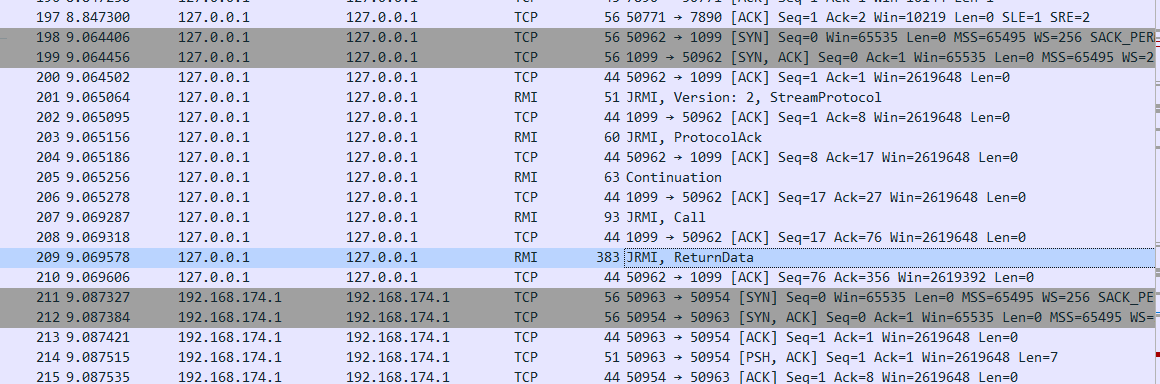 197 8.847300 127.0.0.1 127.0.0.1 TCP 56 50771 → 7890 [ACK] Seq=1 Ack=2 Win=10219 Len=0 SLE=1 SRE=2
198 9.064406 127.0.0.1 127.0.0.1 TCP 56 50962 → 1099 [SYN] Seq=0 Win=65535 Len=0 MSS=65495 WS=256 SACK_PER
199 9.064456 127.0.0.1 127.0.0.1 TCP 56 1099 → 50962 [SYN, ACK] Seq=0 Ack=1 Win=65535 Len=0 MSS=65495 WS=2
200 9.064502 127.0.0.1 127.0.0.1 TCP 44 50962 → 1099 [ACK] Seq=1 Ack=1 Win=2619648 Len=0
201 9.065064 127.0.0.1 127.0.0.1 RMI 51 JRMI, Version: 2, StreamProtocol
202 9.065095 127.0.0.1 127.0.0.1 TCP 44 1099 → 50962 [ACK] Seq=1 Ack=8 Win=2619648 Len=0
203 9.065156 127.0.0.1 127.0.0.1 RMI 60 JRMI, ProtocolAck
204 9.065186 127.0.0.1 127.0.0.1 TCP 44 50962 → 1099 [ACK] Seq=8 Ack=17 Win=2619648 Len=0
205 9.065256 127.0.0.1 127.0.0.1 RMI 63 Continuation
206 9.065278 127.0.0.1 127.0.0.1 TCP 44 1099 → 50962 [ACK] Seq=17 Ack=27 Win=2619648 Len=0
207 9.069287 127.0.0.1 127.0.0.1 RMI 93 JRMI, Call
208 9.069318 127.0.0.1 127.0.0.1 TCP 44 1099 → 50962 [ACK] Seq=17 Ack=76 Win=2619648 Len=0
209 9.069578 127.0.0.1 127.0.0.1 RMI 383 JRMI, ReturnData
210 9.069606 127.0.0.1 127.0.0.1 TCP 44 50962 → 1099 [ACK] Seq=76 Ack=356 Win=2619392 Len=0
211 9.087327 192.168.174.1 192.168.174.1 TCP 56 50963 → 50954 [SYN] Seq=0 Win=65535 Len=0 MSS=65495 WS=256 SACK_PE
212 9.087384 192.168.174.1 192.168.174.1 TCP 56 50954 → 50963 [SYN, ACK] Seq=0 Ack=1 Win=65535 Len=0 MSS=65495 WS=
213 9.087421 192.168.174.1 192.168.174.1 TCP 44 50963 → 50954 [ACK] Seq=1 Ack=1 Win=2619648 Len=0
214 9.087515 192.168.174.1 192.168.174.1 TCP 51 50963 → 50954 [PSH, ACK] Seq=1 Ack=1 Win=2619648 Len=7
215 9.087535 192.168.174.1 192.168.174.1 TCP 44 50954 → 50963 [ACK] Seq=1 Ack=8 Win=2619648 Len=0